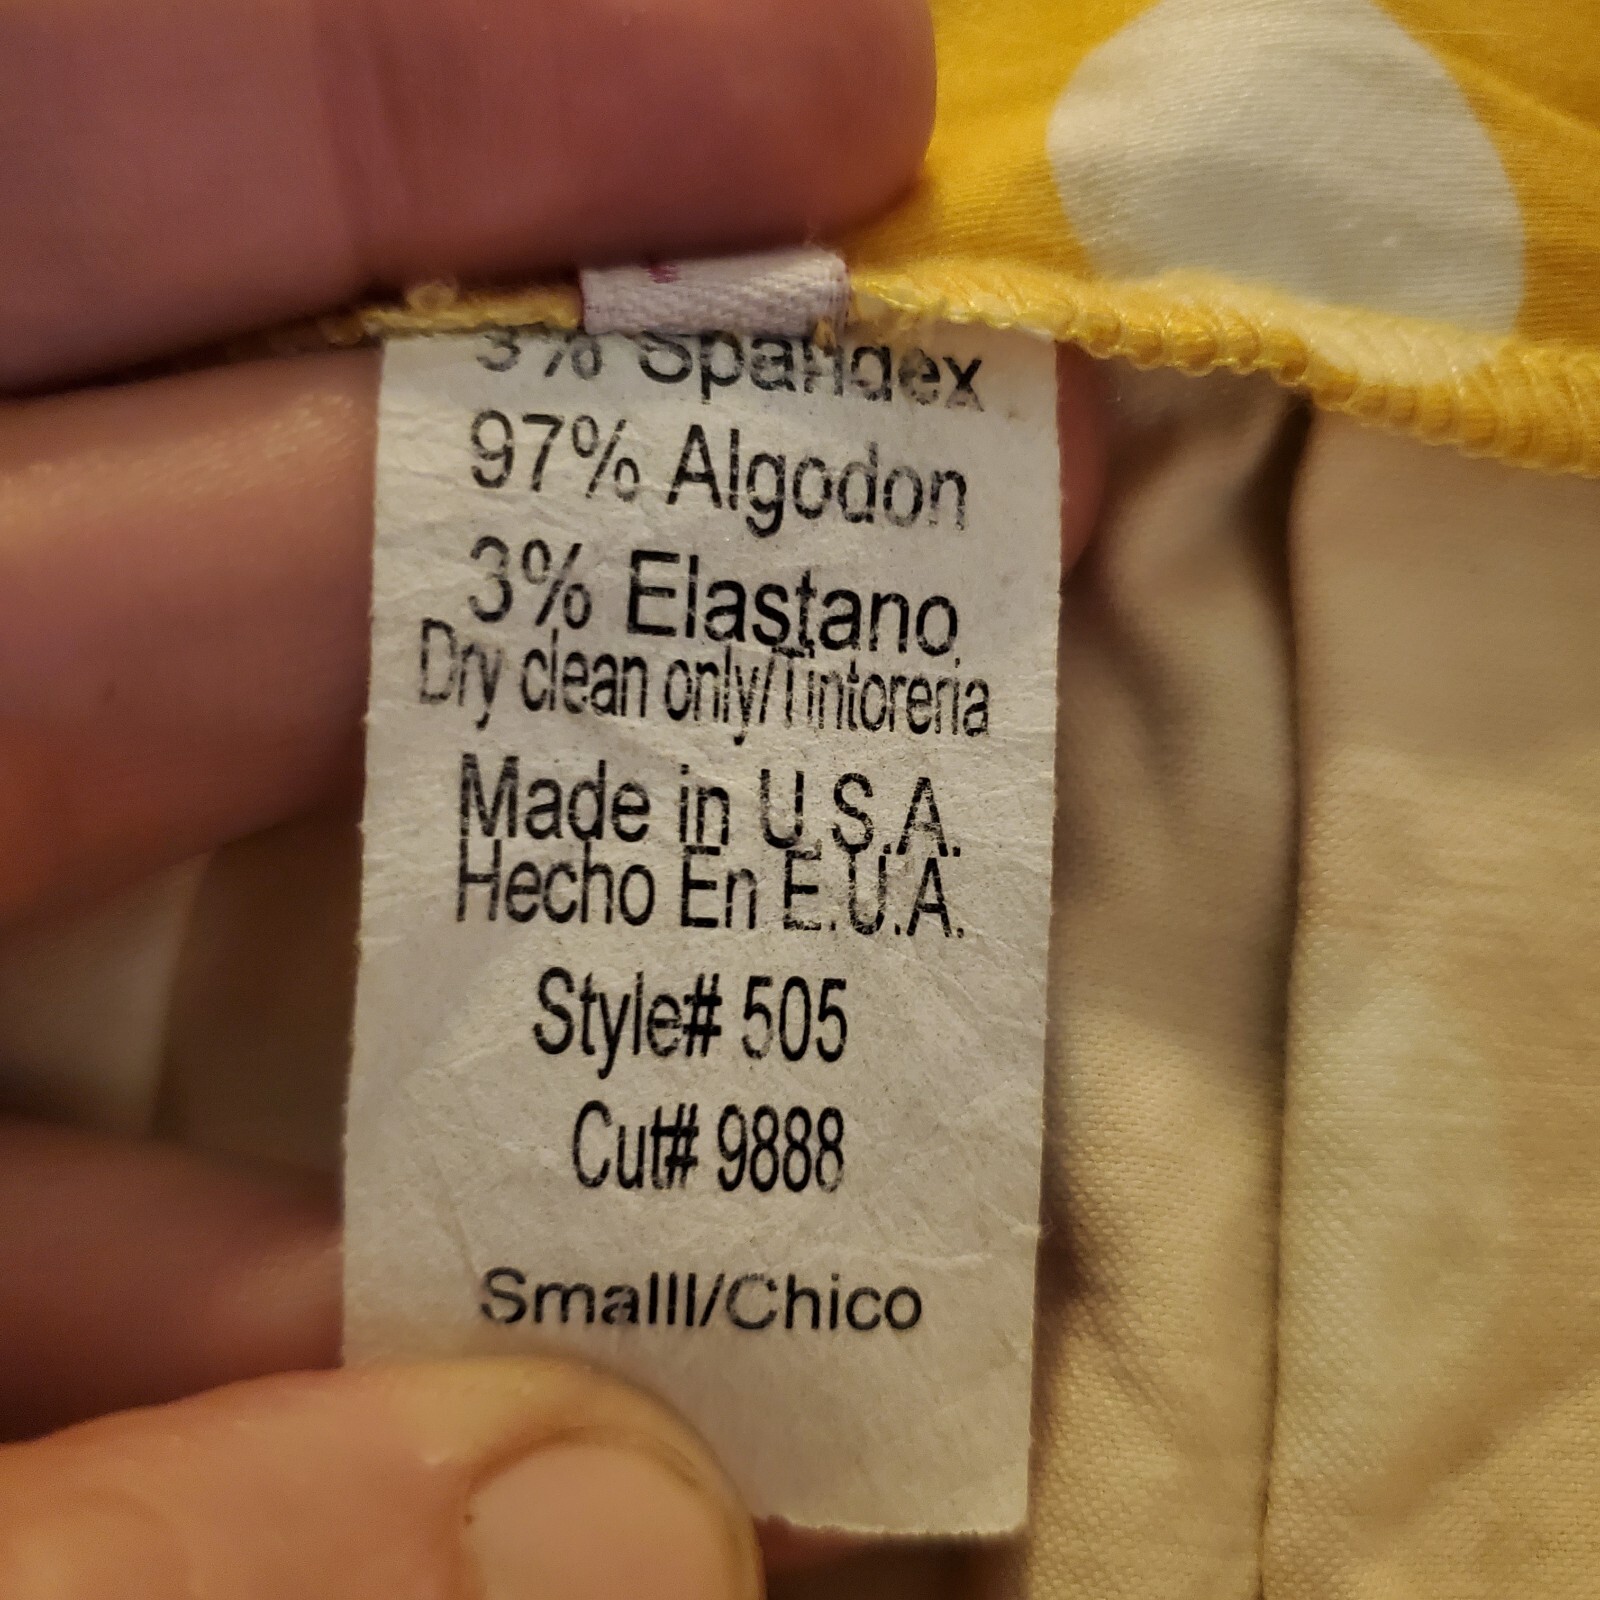 3% Spandex
97% Algodon
3% Elastano
Dry clean only/Tintoreria
Made in U.S.A.
Hecho En E.U.A.
Style# 505
Cut# 9888
Smalll/Chico